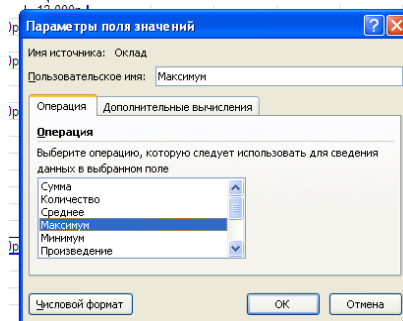 Параметры поля значений
Имя источника: Оклад
Пользовательское имя: Максимум
Операция Дополнительные вычисления
Операция
Выберите операцию, которую следует использовать для сведения
данных в выбранном поле
Сумма
Количество
Среднее
Максимум
Минимум
Произведение
Числовой формат ОК Отмена